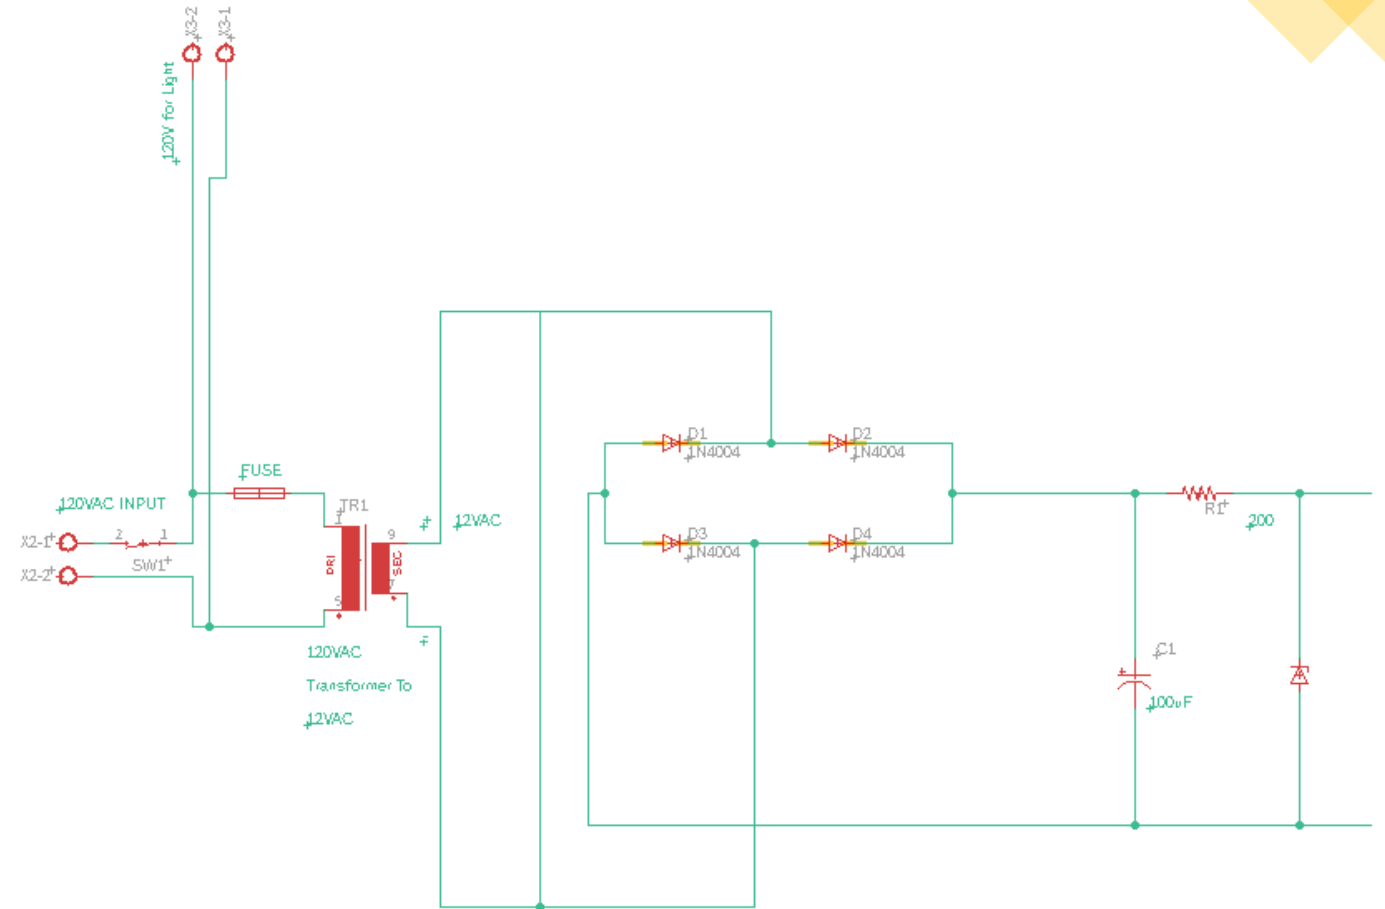 X3-2
X3-1
120V for Light
FUSE
120VAC INPUT
X2-1
2
1
SW1
X2-2
TR1
1
5
DRI
SEC
9
7
12VAC
120VAC
Transformer To
12VAC
D1
1N4004
D2
1N4004
D3
1N4004
D4
1N4004
R1
200
C1
100uF